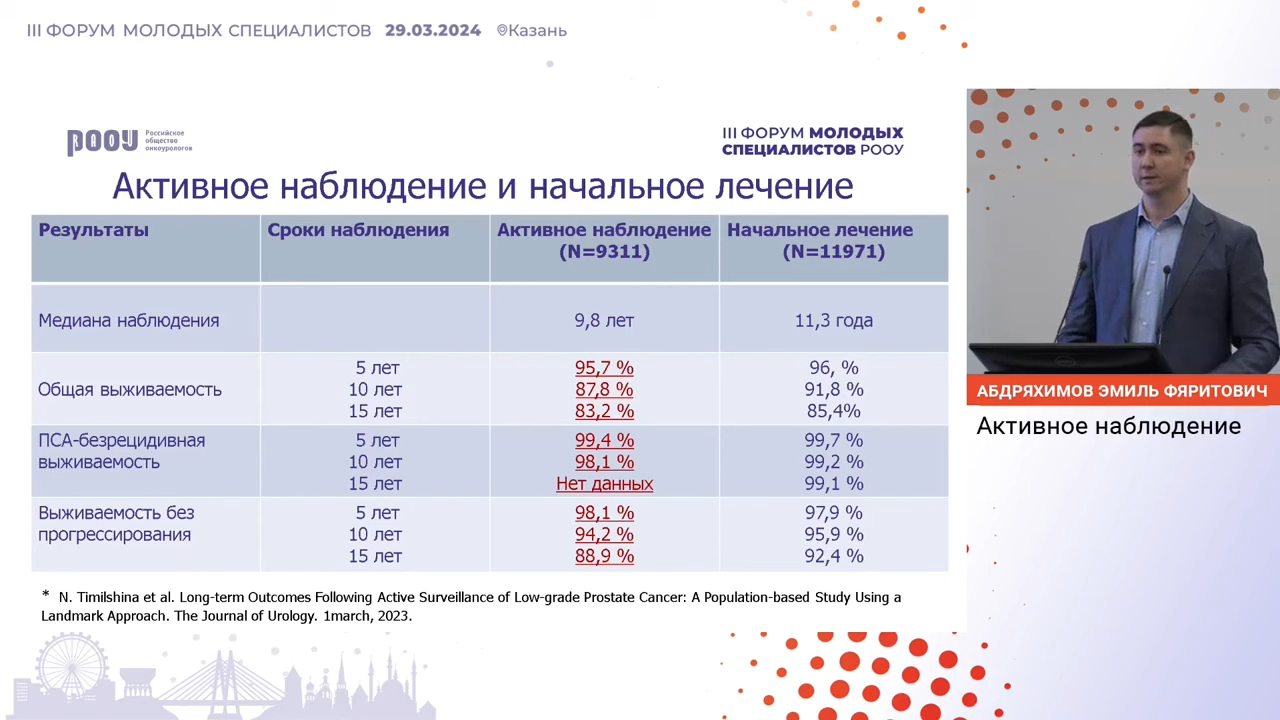 III ФОРУМ МОЛОДЫХ СПЕЦИАЛИСТОВ 29.03.2024 Казань
РООУ
Российское
общество
онкоурологов
III ФОРУМ МОЛОДЫХ
СПЕЦИАЛИСТОВ РООУ
Активное наблюдение и начальное лечение
Результаты Сроки наблюдения Активное наблюдение (N=9311) Начальное лечение (N=11971)
Медиана наблюдения 9,8 лет 11,3 года
Общая выживаемость
5 лет 95,7 % 96, %
10 лет 87,8 % 91,8 %
15 лет 83,2 % 85,4%
ПСА-безрецидивная
выживаемость
5 лет 99,4 % 99,7 %
10 лет 98,1 % 99,2 %
15 лет Нет данных 99,1 %
Выживаемость без
прогрессирования
5 лет 98,1 % 97,9 %
10 лет 94,2 % 95,9 %
15 лет 88,9 % 92,4 %
* N. Timilshina et al. Long-term Outcomes Following Active Surveillance of Low-grade Prostate Cancer: A Population-based Study Using a
Landmark Approach. The Journal of Urology. 1march, 2023.
АБДРЯХИМОВ ЭМИЛЬ ФЯРИТОВИЧ
Активное наблюдение